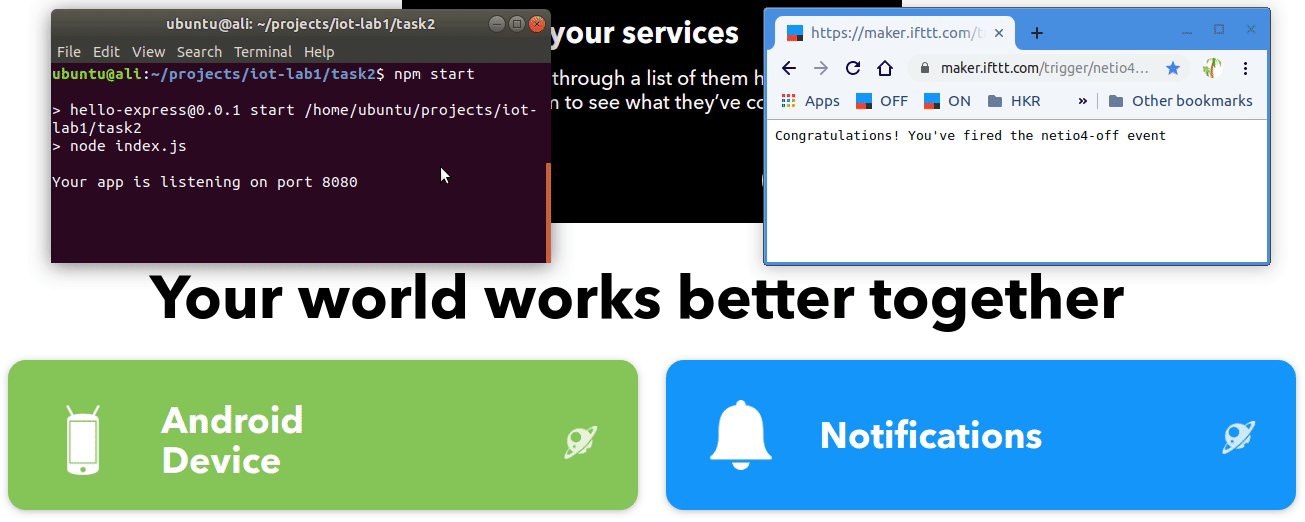 ubuntu@ali: ~/projects/iot-lab1/task2
File Edit View Search Terminal Help
ubuntu@ali:~/projects/iot-lab1/task2$ npm start
> hello-express@0.0.1 start /home/ubuntu/projects/iot-
lab1/task2
> node index.js
Your app is listening on port 8080
your services
through a list of them
to see what they've
https://maker.ifttt.com/
maker.ifttt.com/trigger/netio4...
Apps OFF ON HKR » Other bookmarks
Congratulations! You've fired the netio4-off event
Your world works better together
Android
Device
Notifications